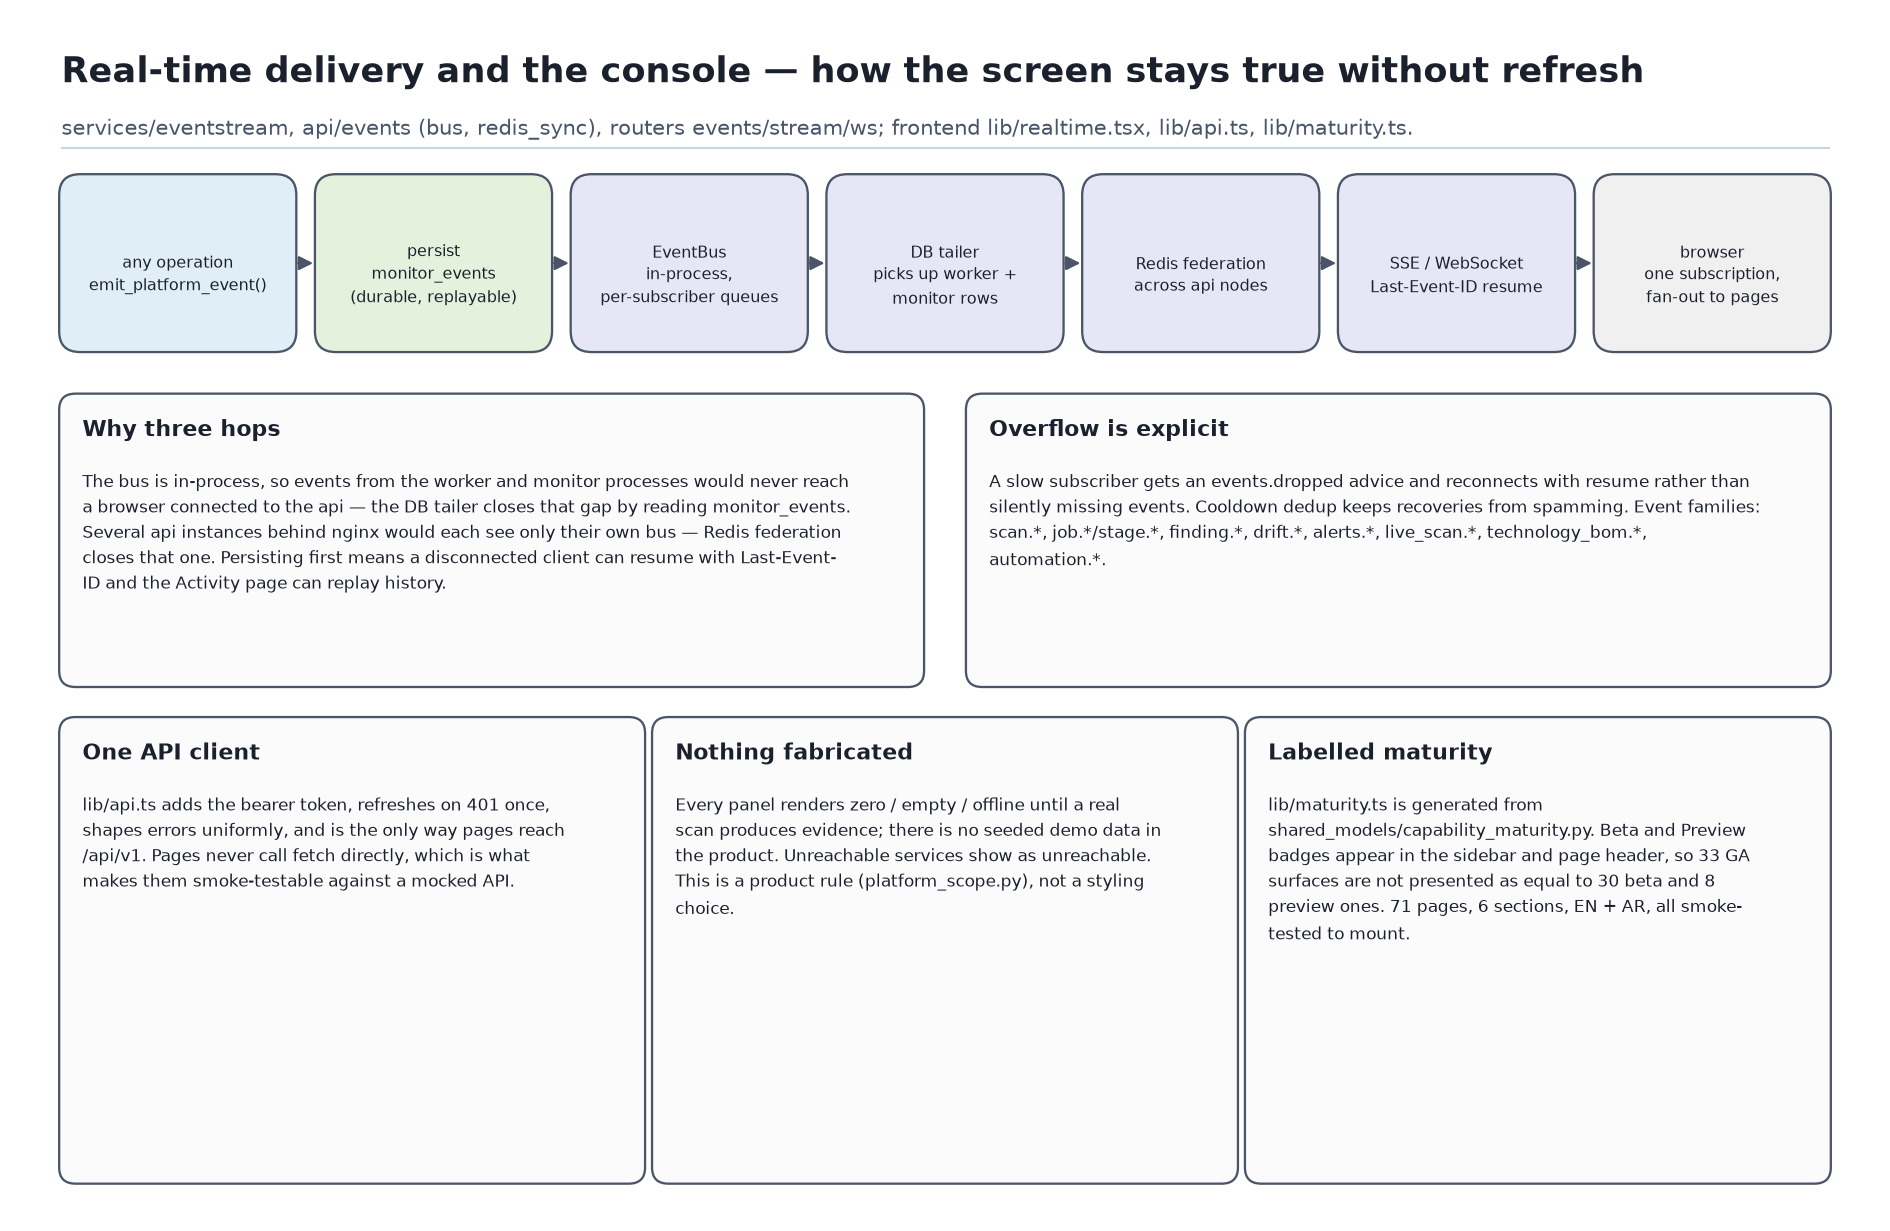 Real-time delivery and the console — how the screen stays true without refresh
services/eventstream, api/events (bus, redis_sync), routers events/stream/ws; frontend lib/realtime.tsx, lib/api.ts, lib/maturity.ts.
any operation
emit_platform_event()
persist
monitor_events
(durable, replayable)
EventBus
in-process,
per-subscriber queues
DB tailer
picks up worker +
monitor rows
Redis federation
across api nodes
SSE / WebSocket
Last-Event-ID resume
browser
one subscription,
fan-out to pages
Why three hops
The bus is in-process, so events from the worker and monitor processes would never reach
a browser connected to the api — the DB tailer closes that gap by reading monitor_events.
Several api instances behind nginx would each see only their own bus — Redis federation
closes that one. Persisting first means a disconnected client can resume with Last-Event-
ID and the Activity page can replay history.
Overflow is explicit
A slow subscriber gets an events.dropped advice and reconnects with resume rather than
silently missing events. Cooldown dedup keeps recoveries from spamming. Event families:
scan.*, job.*/stage.*, finding.*, drift.*, alerts.*, live_scan.*, technology_bom.*,
automation.*.
One API client
lib/api.ts adds the bearer token, refreshes on 401 once,
shapes errors uniformly, and is the only way pages reach
/api/v1. Pages never call fetch directly, which is what
makes them smoke-testable against a mocked API.
Nothing fabricated
Every panel renders zero / empty / offline until a real
scan produces evidence; there is no seeded demo data in
the product. Unreachable services show as unreachable.
This is a product rule (platform_scope.py), not a styling
choice.
Labelled maturity
lib/maturity.ts is generated from
shared_models/capability_maturity.py. Beta and Preview
badges appear in the sidebar and page header, so 33 GA
surfaces are not presented as equal to 30 beta and 8
preview ones. 71 pages, 6 sections, EN + AR, all smoke-
tested to mount.